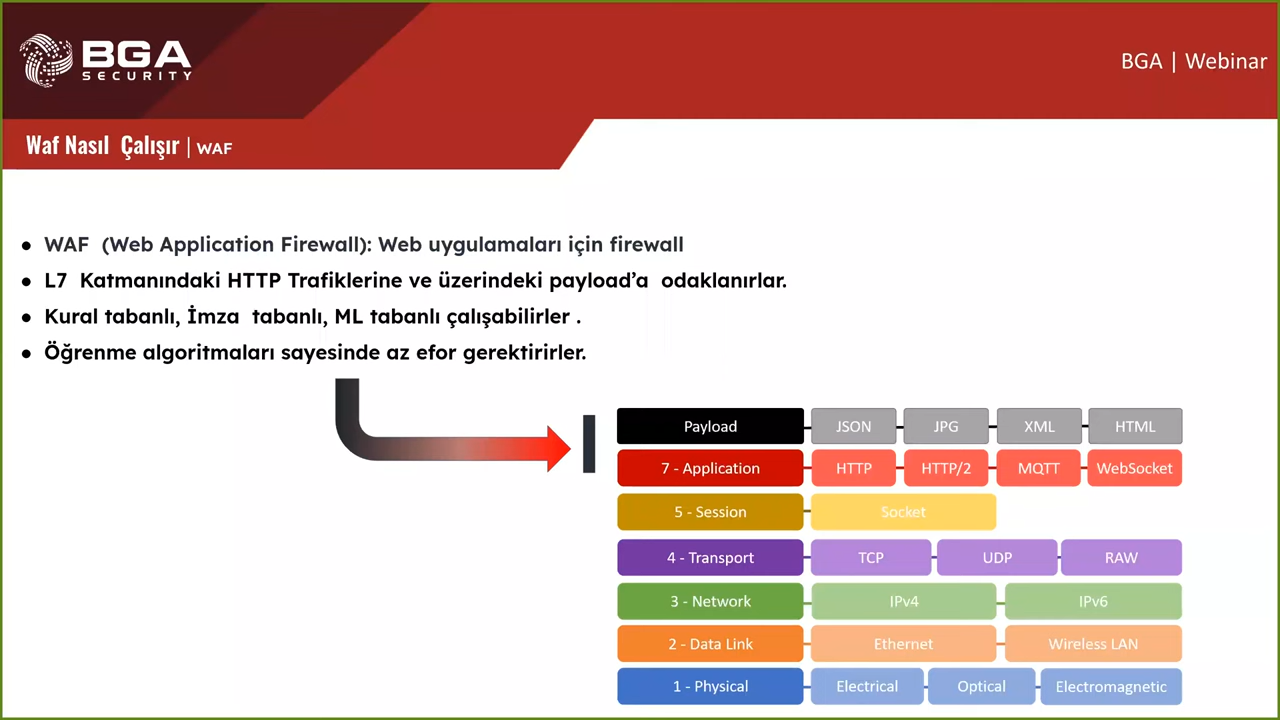 BGA
SECURITY
BGA | Webinar
Waf Nasıl Çalışır | WAF
• WAF (Web Application Firewall): Web uygulamaları için firewall
• L7 Katmanındaki HTTP Trafiklerine ve üzerindeki payload’a odaklanırlar.
• Kural tabanlı, İmza tabanlı, ML tabanlı çalışabilirler .
• Öğrenme algoritmaları sayesinde az efor gerektirirler.
Payload JSON JPG XML HTML
7 - Application HTTP HTTP/2 MQTT WebSocket
5 - Session Socket
4 - Transport TCP UDP RAW
3 - Network IPv4 IPv6
2 - Data Link Ethernet Wireless LAN
1 - Physical Electrical Optical Electromagnetic